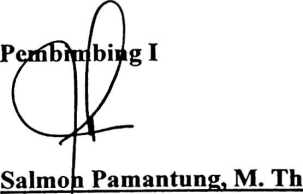 Pembimbing I
Salmon Pamantung, M. Th